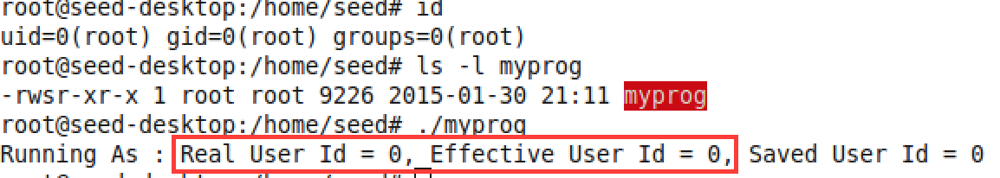 root@seed-desktop:/home/seed# id
uid=0(root) gid=0(root) groups=0(root)
root@seed-desktop:/home/seed# ls -l myprog
-rwsr-xr-x 1 root root 9226 2015-01-30 21:11 myprog
root@seed-desktop:/home/seed# ./myprog
Running As : Real User Id = 0, Effective User Id = 0, Saved User Id = 0